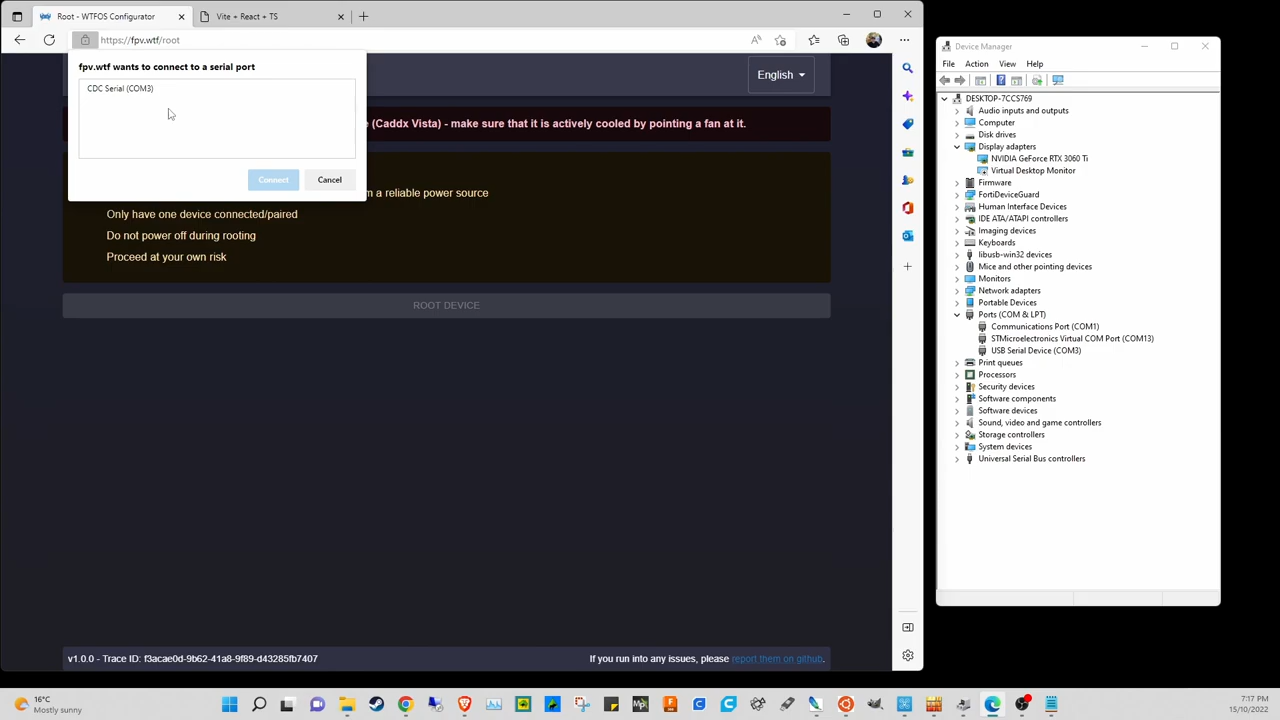 Root - WTFOS Configurator
Vite + React + TS
https://fpv.wtf/root
fpv.wtf wants to connect to a serial port
CDC Serial (COM3)
Connect
Cancel
English
(Caddx Vista) - make sure that it
y cooled by pointing a fan at it.
a reliable power source
Only have one device connected/paired
Do not power off during rooting
Proceed at your own risk
ROOT DEVICE
v1.0.0 - Trace ID: f3acae0d-9b62-41a8-9f89-d43285fb7407
If you run into any issues, please report them on github.
Device Manager
File Action View Help
DESKTOP-7CCS769
Audio inputs and outputs
Computer
Disk drives
Display adapters
NVIDIA GeForce RTX 3060 Ti
Virtual Desktop Monitor
Firmware
FortiDeviceGuard
Human Interface Devices
IDE ATA/ATAPI controllers
Imaging devices
Keyboards
libusb-win32 devices
Mice and other pointing devices
Monitors
Network adapters
Portable Devices
Ports (COM & LPT)
Communications Port (COM1)
STMicroelectronics Virtual COM Port (COM13)
USB Serial Device (COM3)
Print queues
Processors
Security devices
Software components
Software devices
Sound, video and game controllers
Storage controllers
System devices
Universal Serial Bus controllers
16°C
Mostly sunny
7:17 PM
15/10/2022